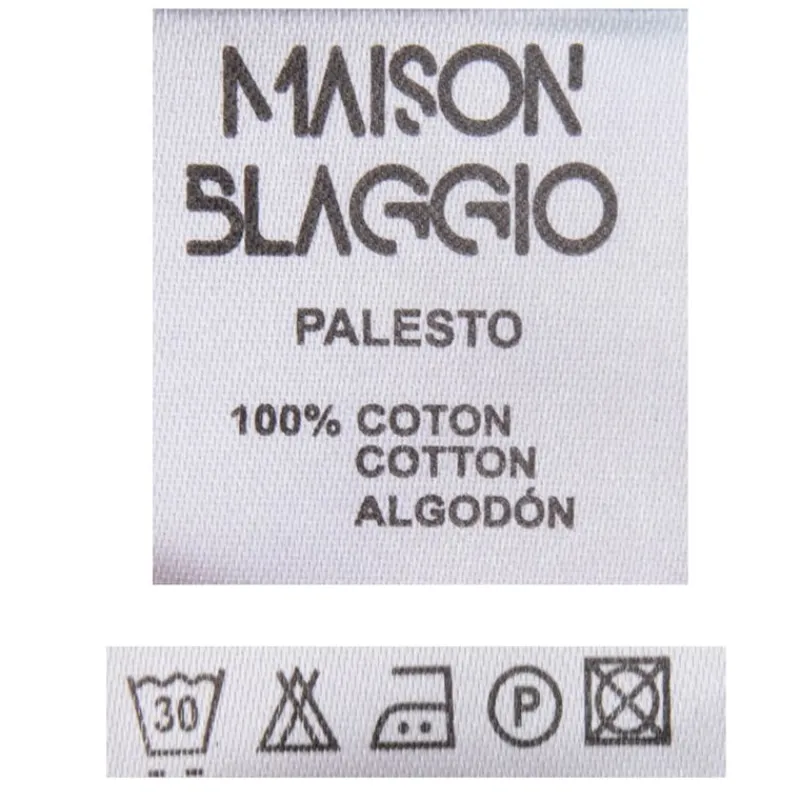 MAISON
BLAGGIO
PALESTO
100% COTON
COTTON
ALGODÓN
30
P